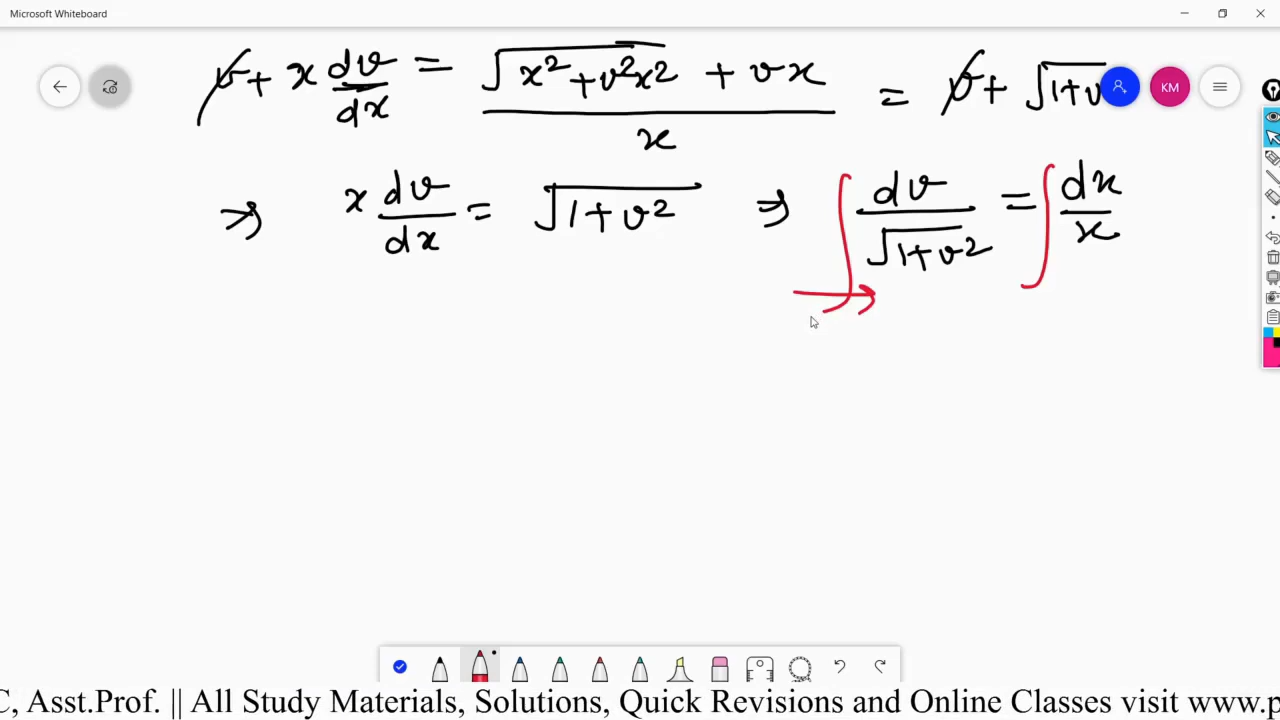 Microsoft Whiteboard
v + x dv/dx = (√(x² + v²x²) + vx)/x = v + √1+v
KM
⇒ x dv/dx = √(1+v²) ⇒ ∫ dv/√(1+v²) = ∫ dx/x
C, Asst.Prof. || All Study Materials, Solutions, Quick Revisions and Online Classes visit www.p